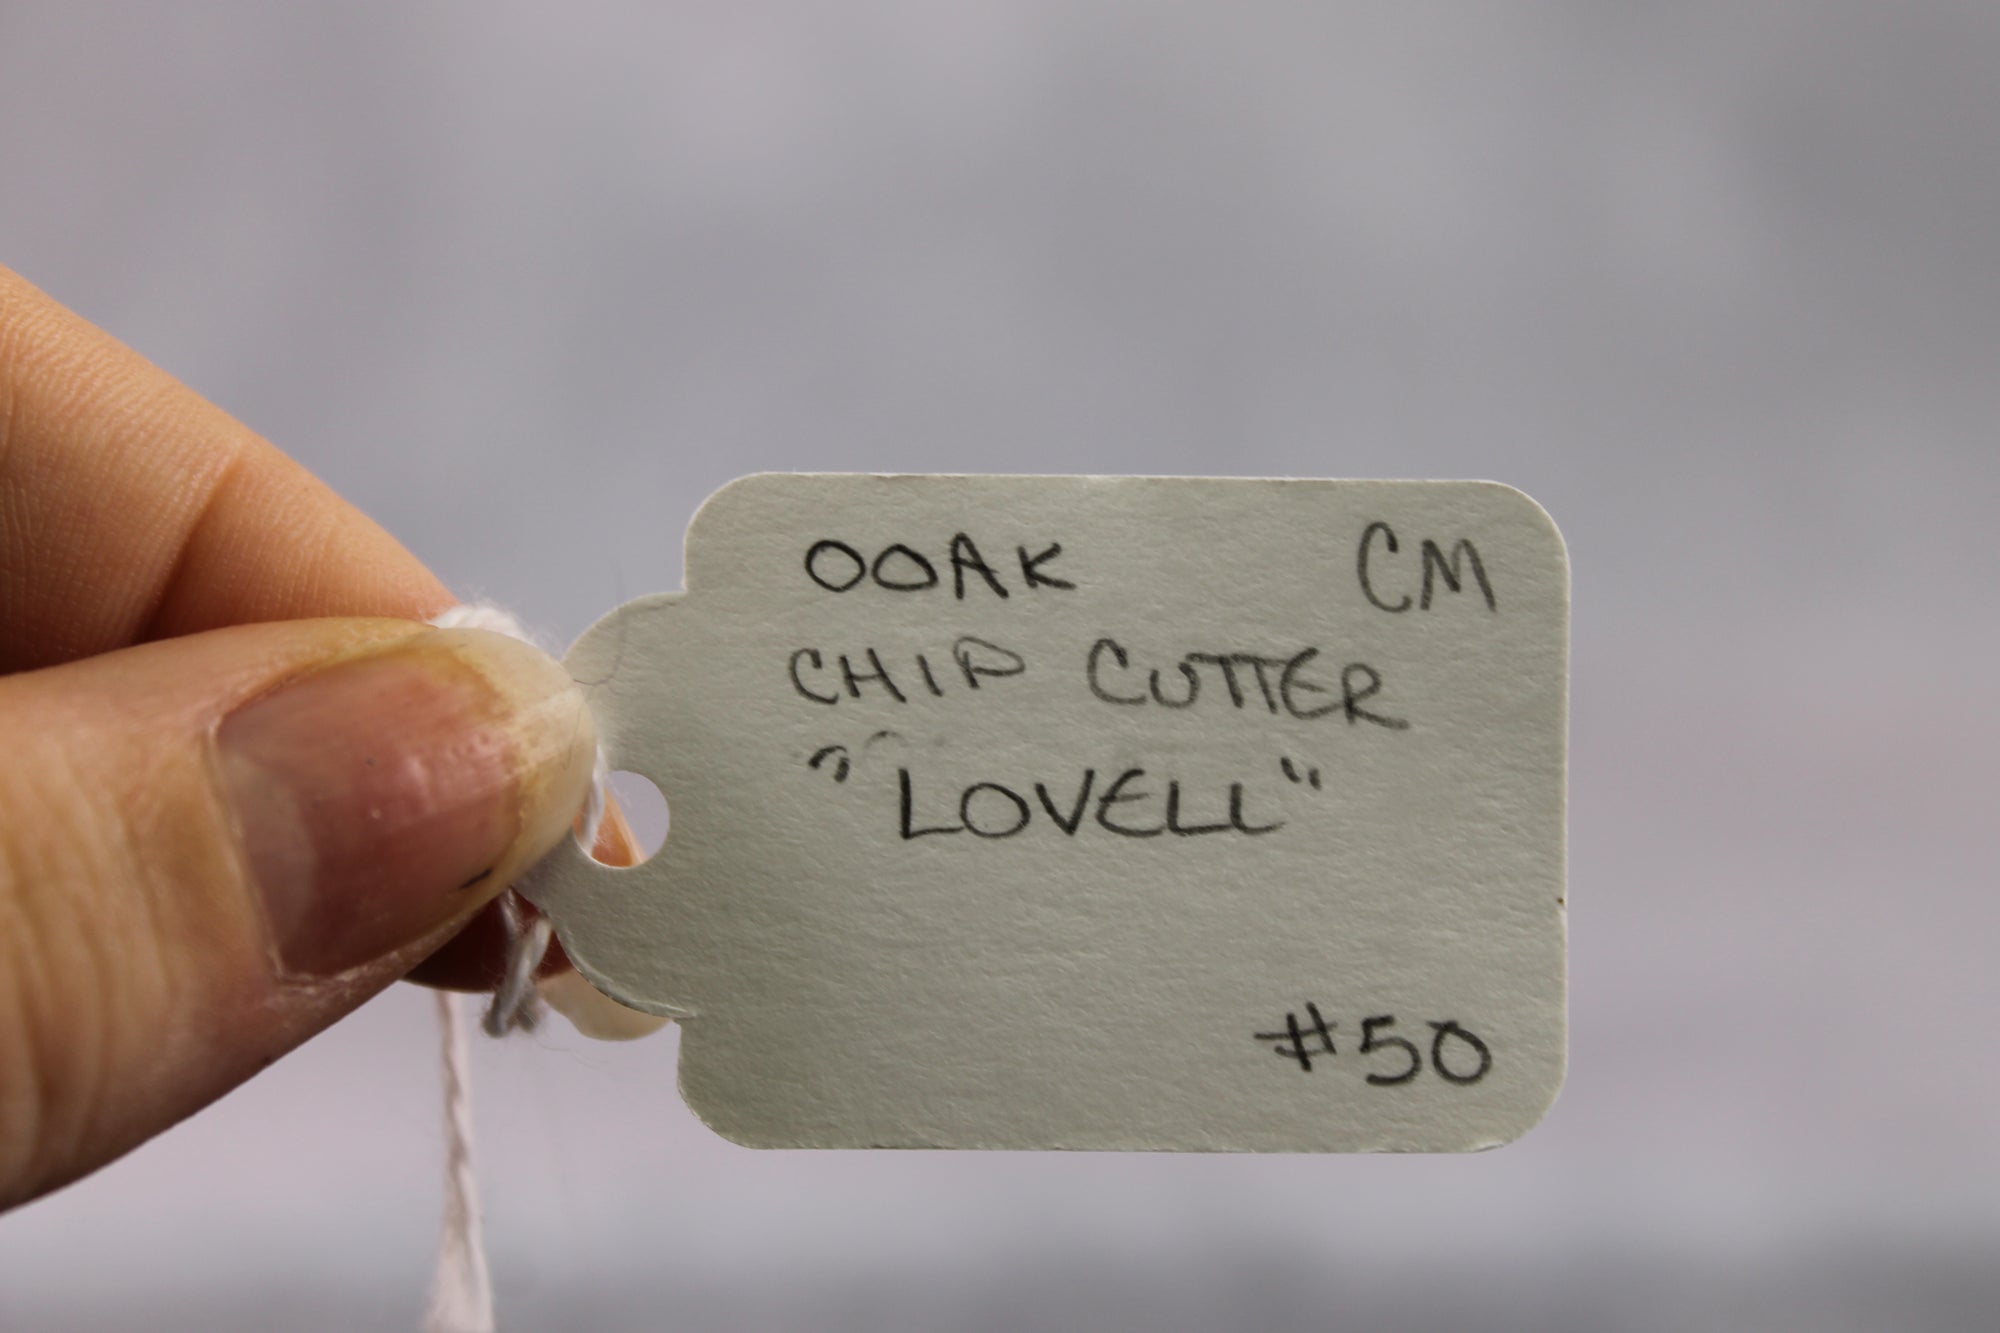 OOAK CM
CHIP CUTTER
"LOVELL"
#50